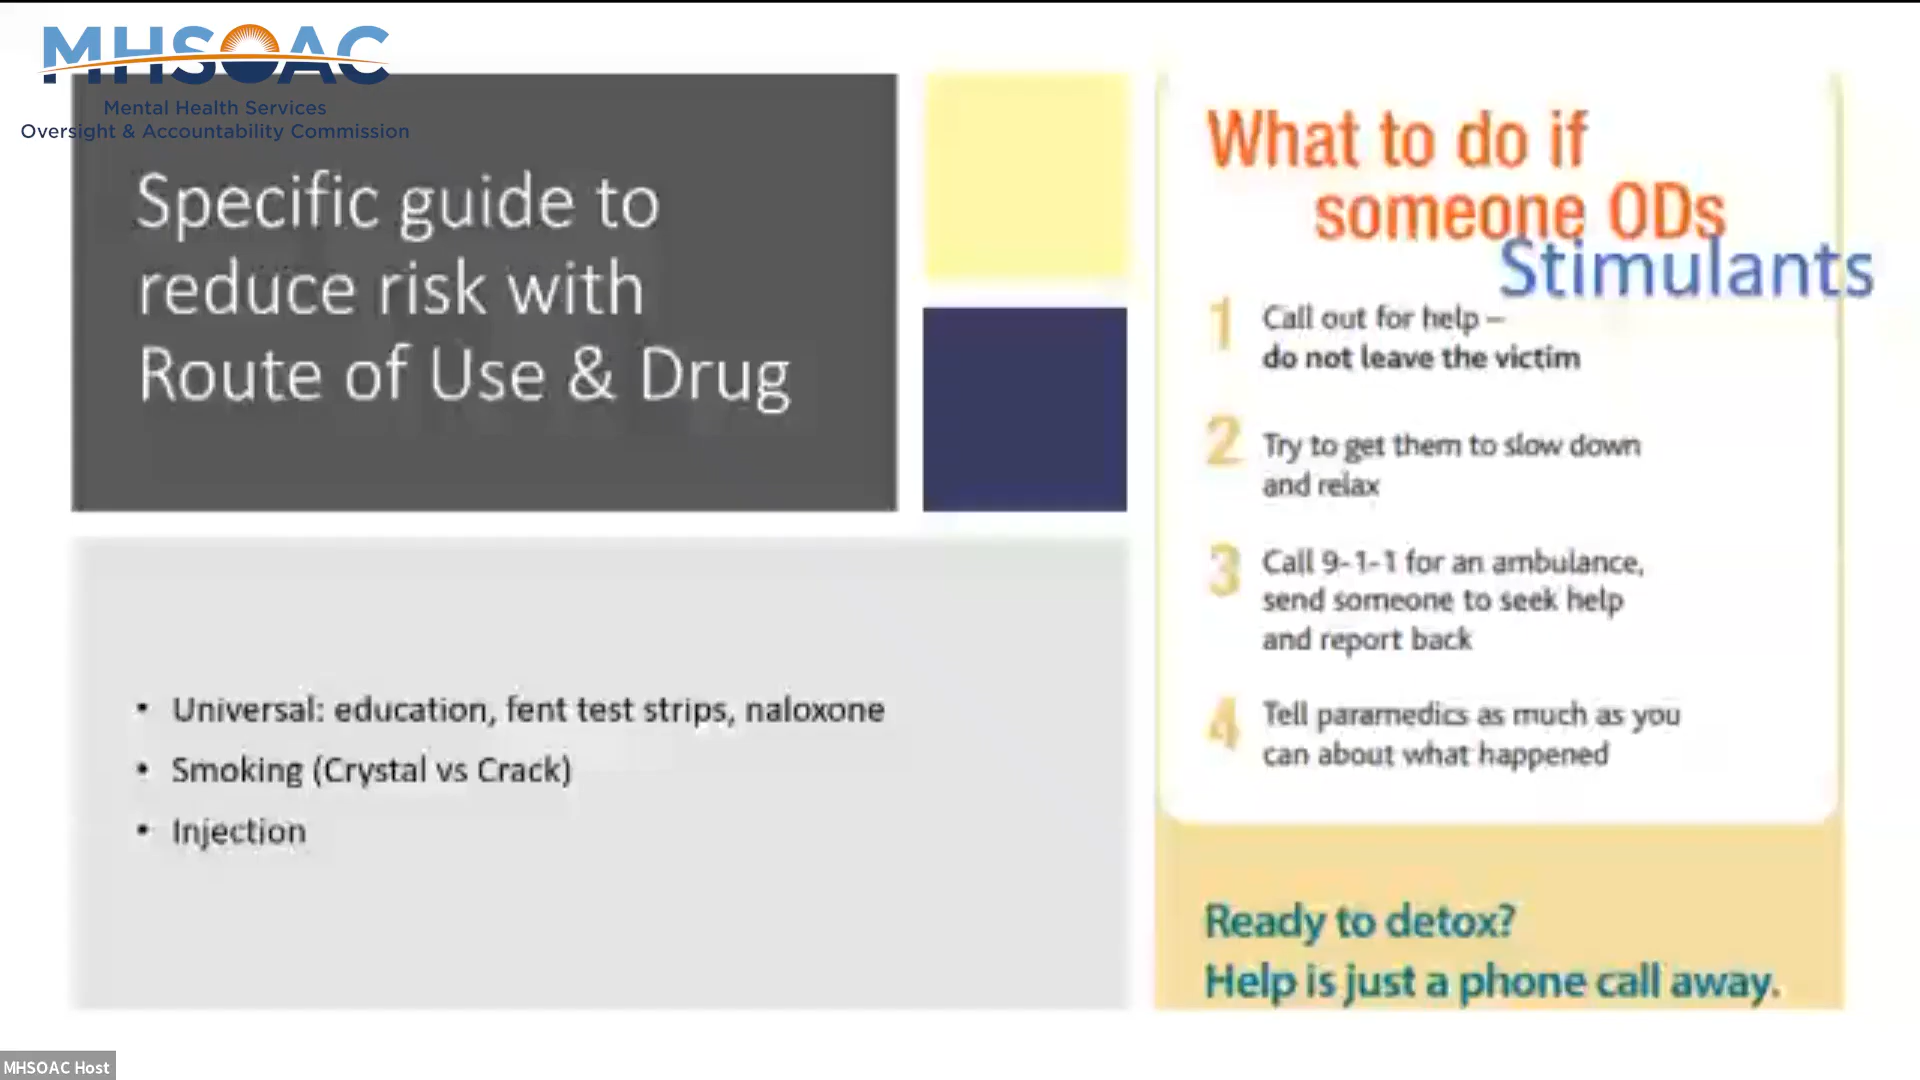 MHSOAC
Mental Health Services
Oversight & Accountability Commission
Specific guide to
reduce risk with
Route of Use & Drug
• Universal: education, fent test strips, naloxone
• Smoking (Crystal vs Crack)
• Injection
What to do if
someone ODs
Stimulants
1 Call out for help –
do not leave the victim
2 Try to get them to slow down
and relax
3 Call 9-1-1 for an ambulance,
send someone to seek help
and report back
4 Tell paramedics as much as you
can about what happened
Ready to detox?
Help is just a phone call away.
MHSOAC Host